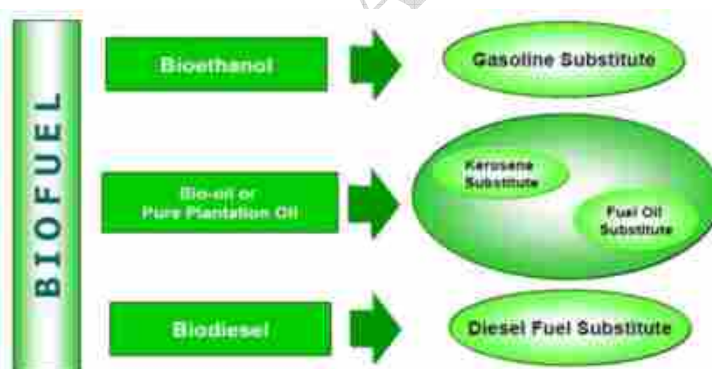 BIOFUEL
Bioethanol
Gasoline Substitute
Bio-oil or
Pure Plantation Oil
Kerosene
Substitute
Fuel Oil
Substitute
Biodiesel
Diesel Fuel Substitute